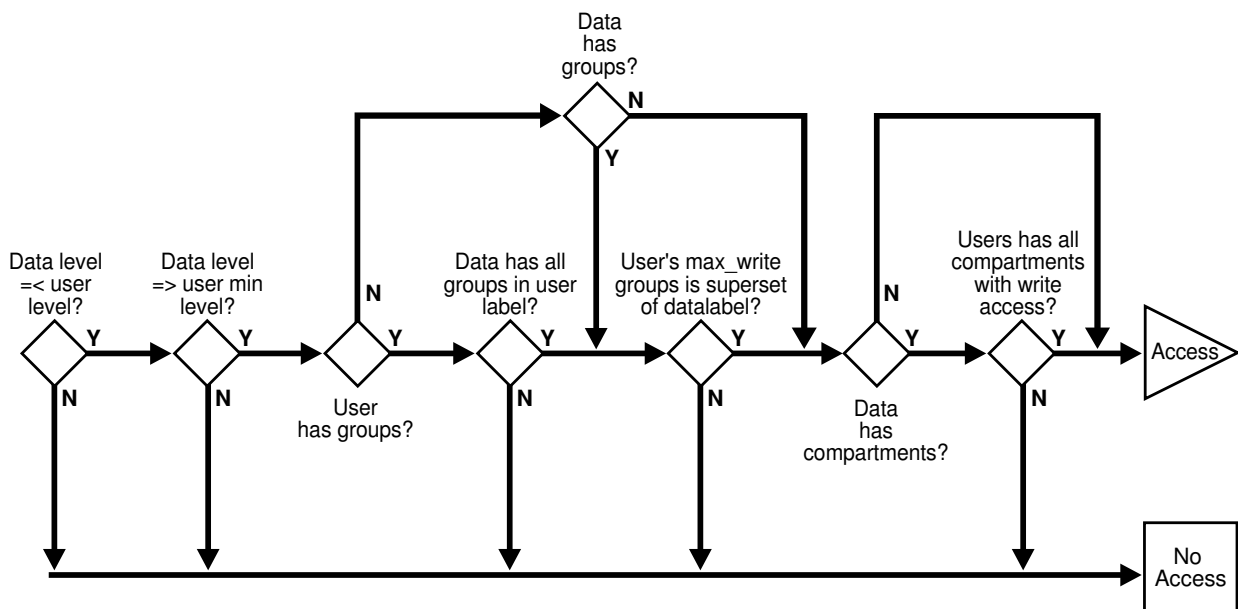 Data
has
groups?
N
Y
Data level
=< user
level?
Y
N
Data level
=> user min
level?
Y
N
N
Y
User
has groups?
Data has all
groups in user
label?
Y
N
User's max_write
groups is superset
of datalabel?
Y
N
N
Y
Data
has
compartments?
Users has all
compartments
with write
access?
Y
N
Access
No
Access